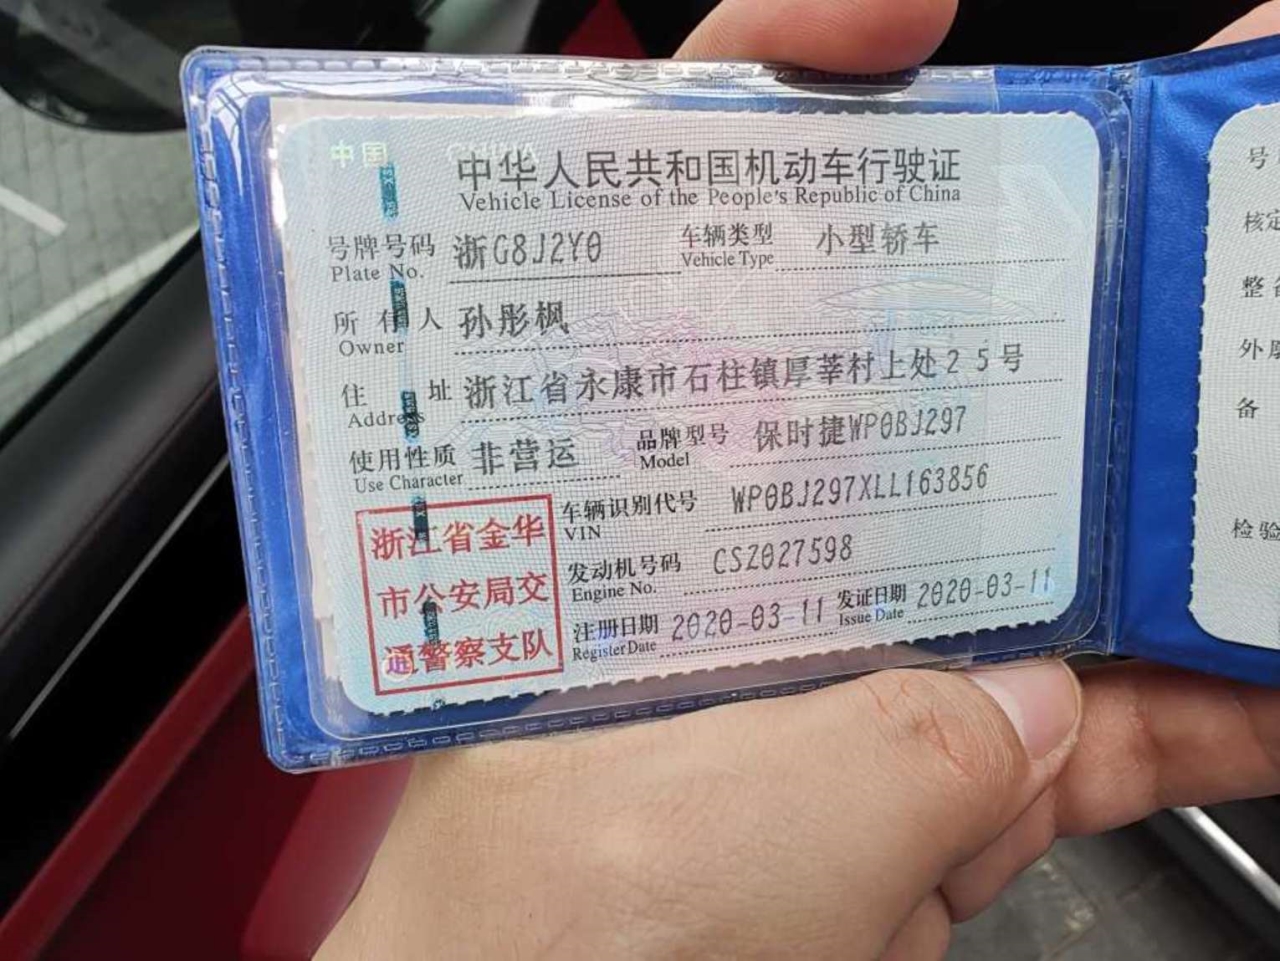 中国 CHINA
中华人民共和国机动车行驶证
Vehicle License of the People's Republic of China
号牌号码 浙G8J2Y0 车辆类型 小型轿车
Plate No. Vehicle Type
所有人 孙彤枫
Owner
住址 浙江省永康市石柱镇厚莘村上处25号
Address
使用性质 非营运 品牌型号 保时捷WP0BJ297
Use Character Model
浙江省金华
市公安局交
通警察支队
车辆识别代号 WP0BJ297XLL163856
VIN
发动机号码 CSZ027598
Engine No.
注册日期 2020-03-11 发证日期 2020-03-11
Register Date Issue Date
号
核定
整备
外廓
备
检验